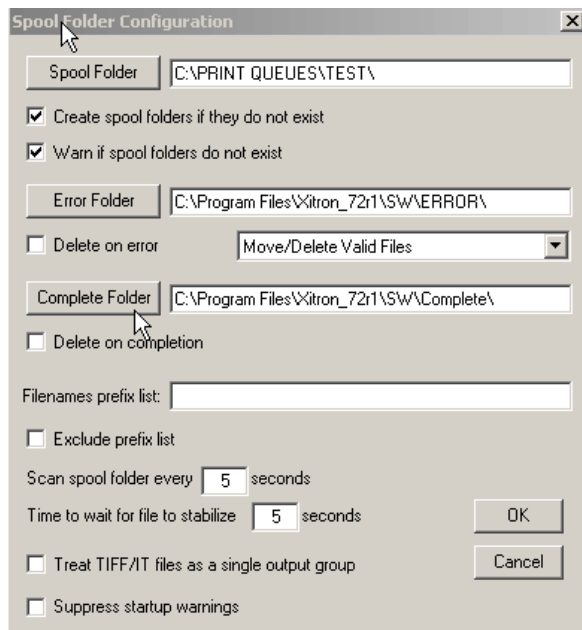 Spool Folder Configuration
Spool Folder C:\PRINT QUEUES\TEST\
Create spool folders if they do not exist
Warn if spool folders do not exist
Error Folder C:\Program Files\Xitron_72r1\SW\ERROR\
Delete on error Move/Delete Valid Files
Complete Folder C:\Program Files\Xitron_72r1\SW\Complete\
Delete on completion
Filenames prefix list:
Exclude prefix list
Scan spool folder every 5 seconds
Time to wait for file to stabilize 5 seconds
OK
Treat TIFF/IT files as a single output group
Cancel
Suppress startup warnings